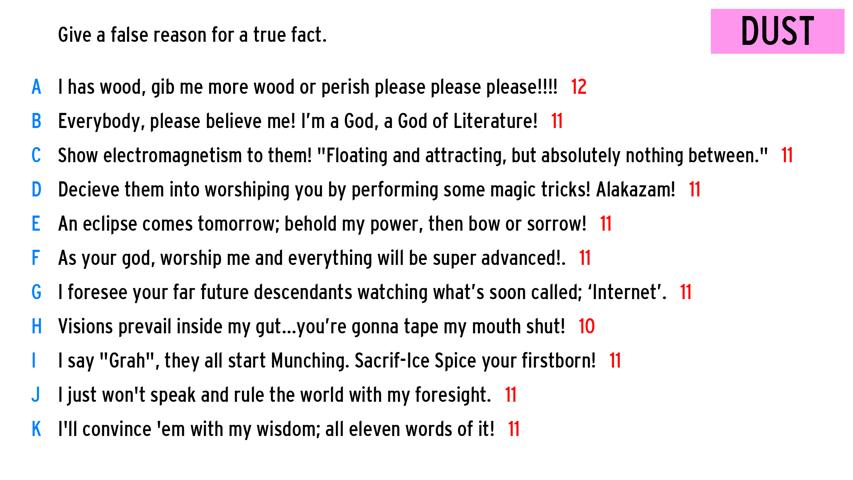 Give a false reason for a true fact.
DUST
A I has wood, gib me more wood or perish please please please!!!! 12
B Everybody, please believe me! I'm a God, a God of Literature! 11
C Show electromagnetism to them! "Floating and attracting, but absolutely nothing between." 11
D Decieve them into worshiping you by performing some magic tricks! Alakazam! 11
E An eclipse comes tomorrow; behold my power, then bow or sorrow! 11
F As your god, worship me and everything will be super advanced!. 11
G I foresee your far future descendants watching what's soon called; ‘Internet’. 11
H Visions prevail inside my gut...you're gonna tape my mouth shut! 10
I I say "Grah", they all start Munching. Sacrif-Ice Spice your firstborn! 11
J I just won't speak and rule the world with my foresight. 11
K I'll convince 'em with my wisdom; all eleven words of it! 11